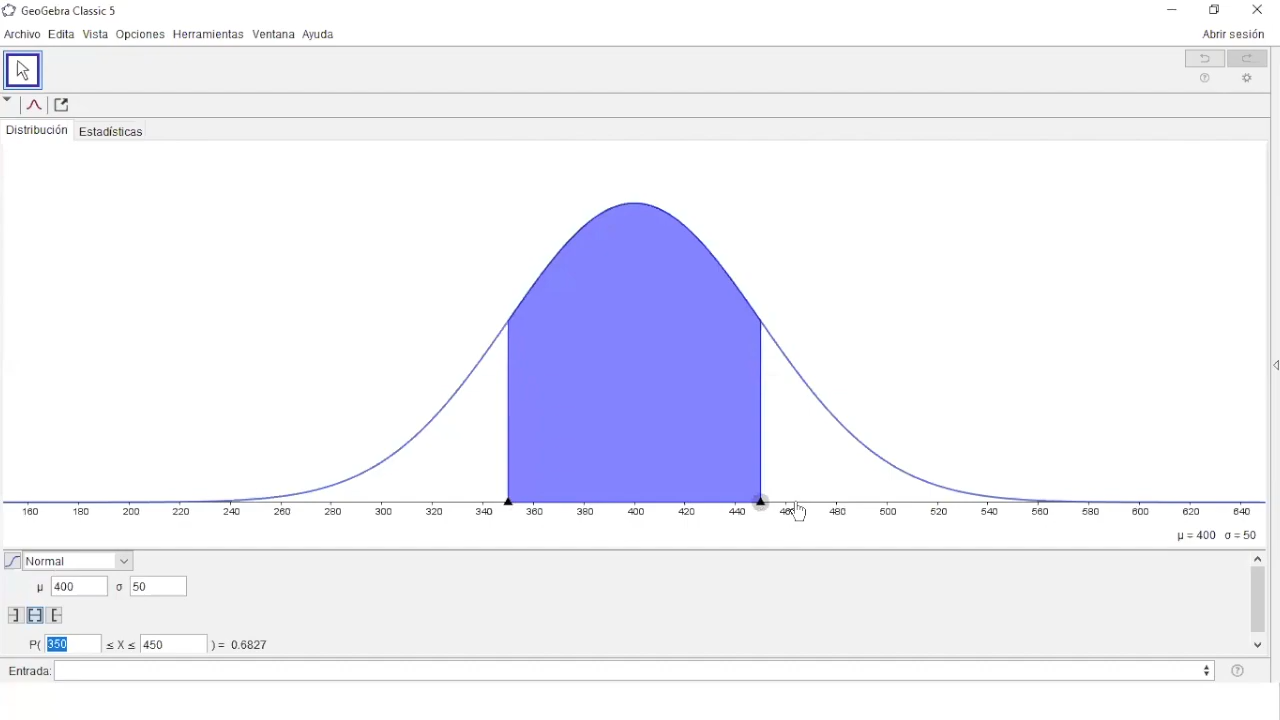 GeoGebra Classic 5
Archivo Edita Vista Opciones Herramientas Ventana Ayuda
Abrir sesión
Distribución Estadísticas
160 180 200 220 240 260 280 300 320 340 360 380 400 420 440 480 500 520 540 560 580 600 620 640
μ = 400 σ = 50
Normal
μ 400 σ 50
P( 350 ≤ X ≤ 450 ) = 0.6827
Entrada: